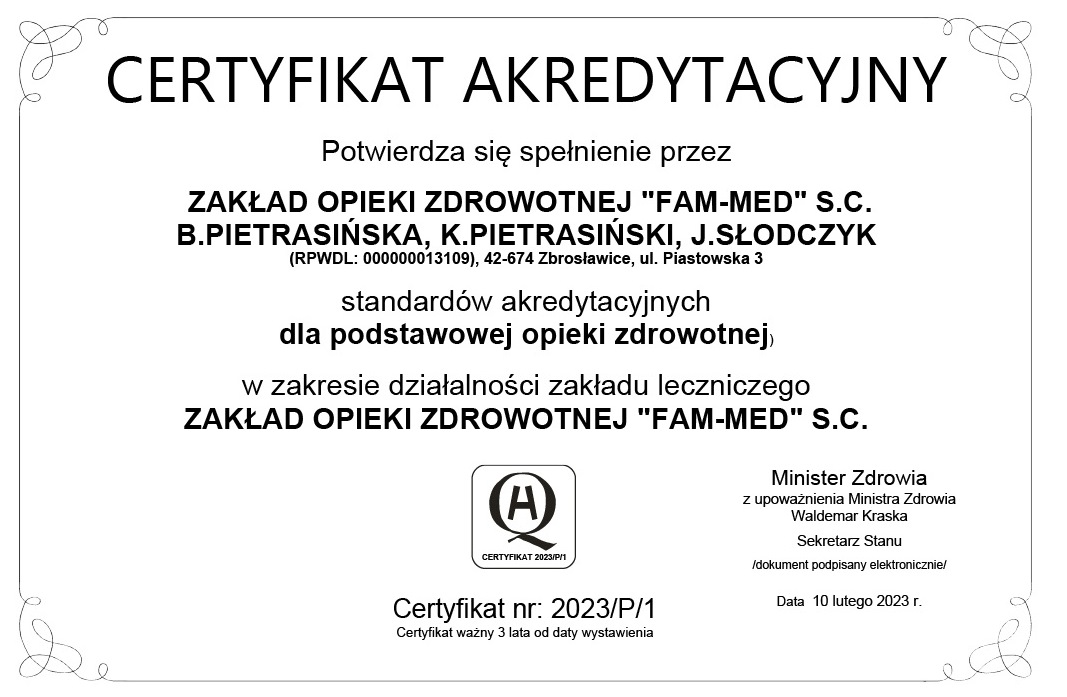 CERTYFIKAT AKREDYTACYJNY
Potwierdza się spełnienie przez
ZAKŁAD OPIEKI ZDROWOTNEJ "FAM-MED" S.C.
B.PIETRASIŃSKA, K.PIETRASIŃSKI, J.SŁODCZYK
(RPWDL: 000000013109), 42-674 Zbrosławice, ul. Piastowska 3
standardów akredytacyjnych
dla podstawowej opieki zdrowotnej)
w zakresie działalności zakładu leczniczego
ZAKŁAD OPIEKI ZDROWOTNEJ "FAM-MED" S.C.
HQ
CERTYFIKAT 2023/P/1
Certyfikat nr: 2023/P/1
Certyfikat ważny 3 lata od daty wystawienia
Minister Zdrowia
z upoważnienia Ministra Zdrowia
Waldemar Kraska
Sekretarz Stanu
/dokument podpisany elektronicznie/
Data 10 lutego 2023 r.